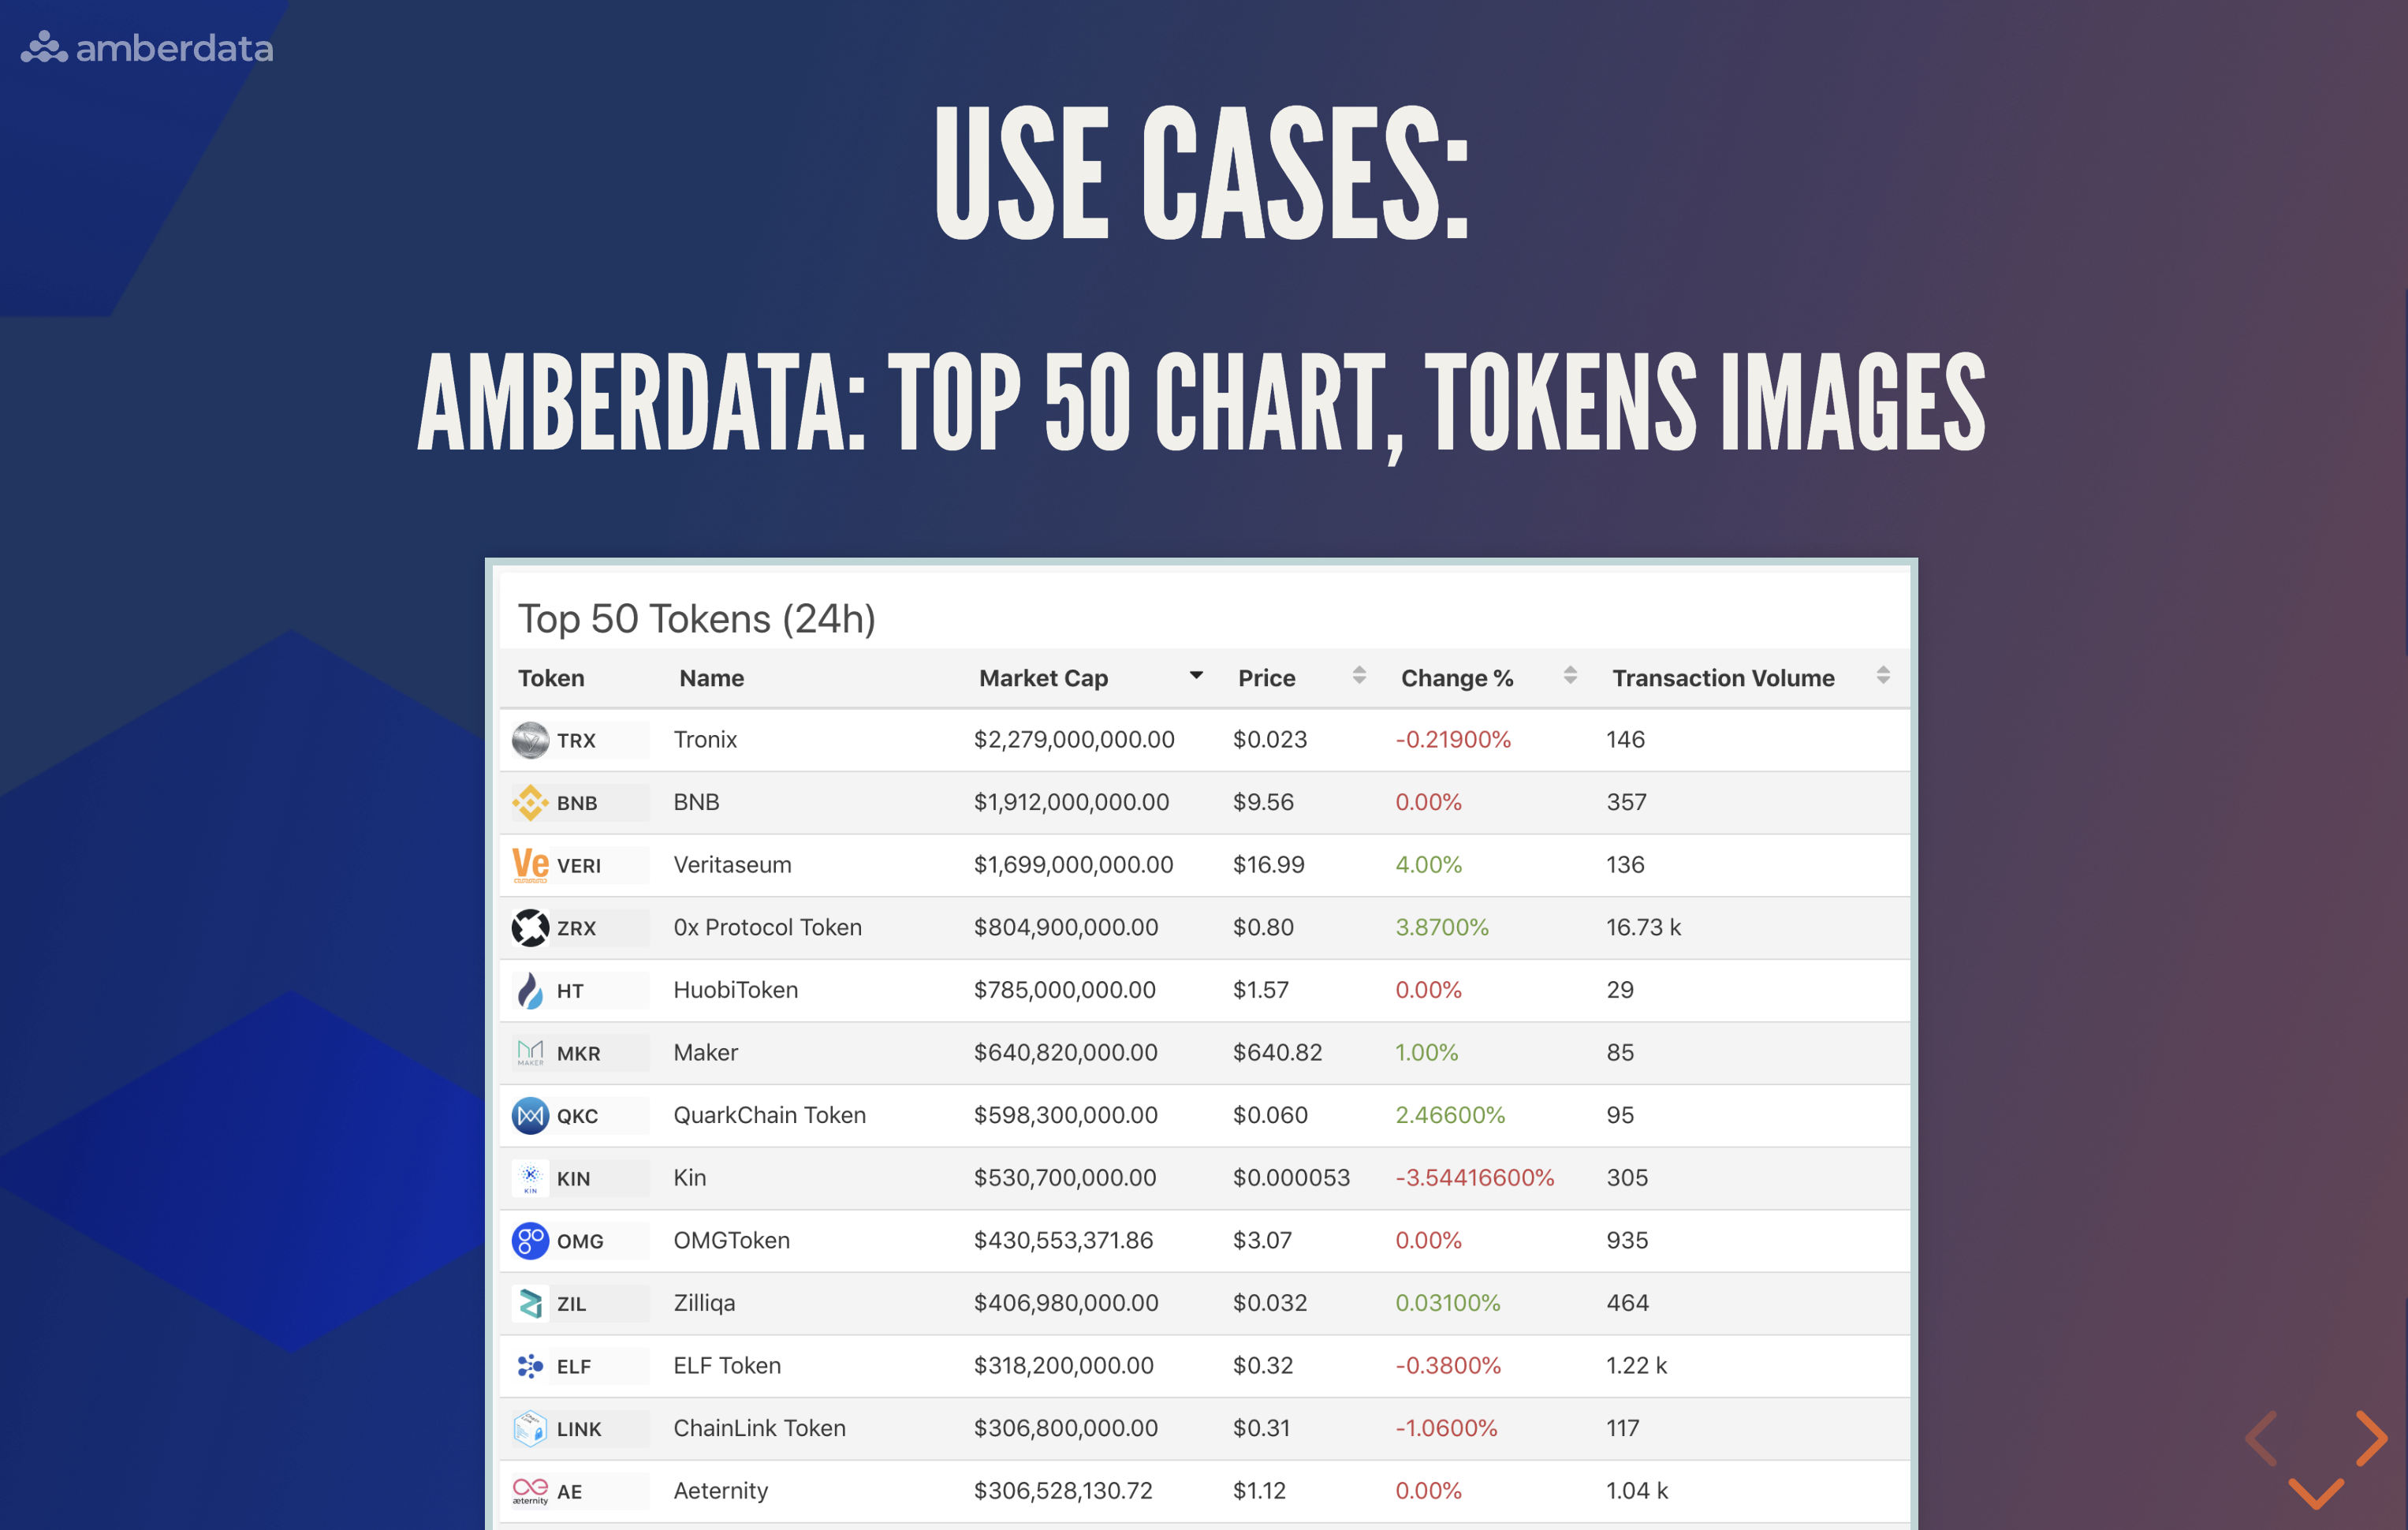 amberdata
USE CASES:
AMBERDATA: TOP 50 CHART, TOKENS IMAGES
Top 50 Tokens (24h)
Token Name Market Cap Price Change % Transaction Volume
TRX Tronix $2,279,000,000.00 $0.023 -0.21900% 146
BNB BNB $1,912,000,000.00 $9.56 0.00% 357
Ve VERI Veritaseum $1,699,000,000.00 $16.99 4.00% 136
ZRX 0x Protocol Token $804,900,000.00 $0.80 3.8700% 16.73 k
HT HuobiToken $785,000,000.00 $1.57 0.00% 29
MAKER MKR Maker $640,820,000.00 $640.82 1.00% 85
QKC QuarkChain Token $598,300,000.00 $0.060 2.46600% 95
KIN KIN Kin $530,700,000.00 $0.000053 -3.54416600% 305
OMG OMGToken $430,553,371.86 $3.07 0.00% 935
ZIL Zilliqa $406,980,000.00 $0.032 0.03100% 464
ELF ELF Token $318,200,000.00 $0.32 -0.3800% 1.22 k
LINK ChainLink Token $306,800,000.00 $0.31 -1.0600% 117
æternity AE Aeternity $306,528,130.72 $1.12 0.00% 1.04 k